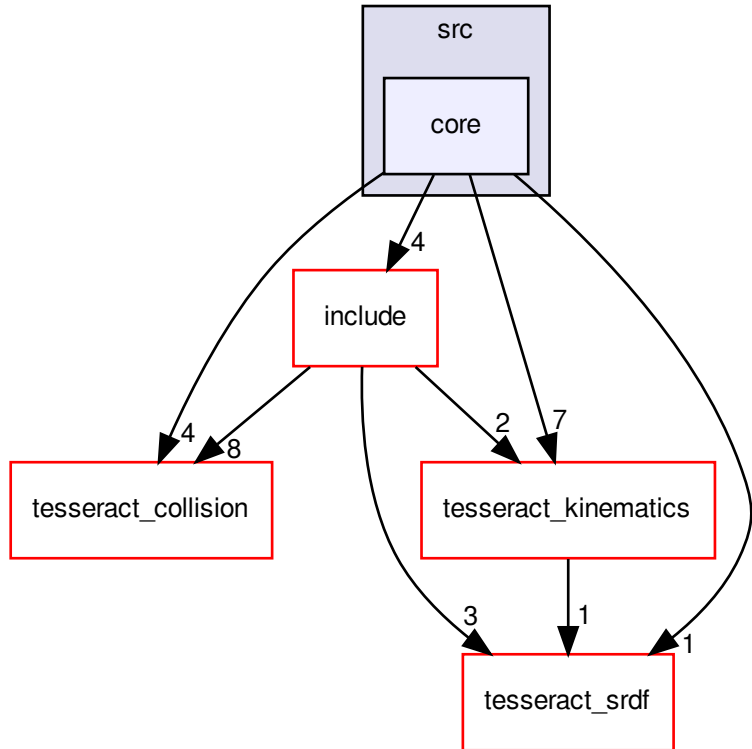 src
core
4
include
4
8
2
7
tesseract_collision
tesseract_kinematics
3
1
1
tesseract_srdf